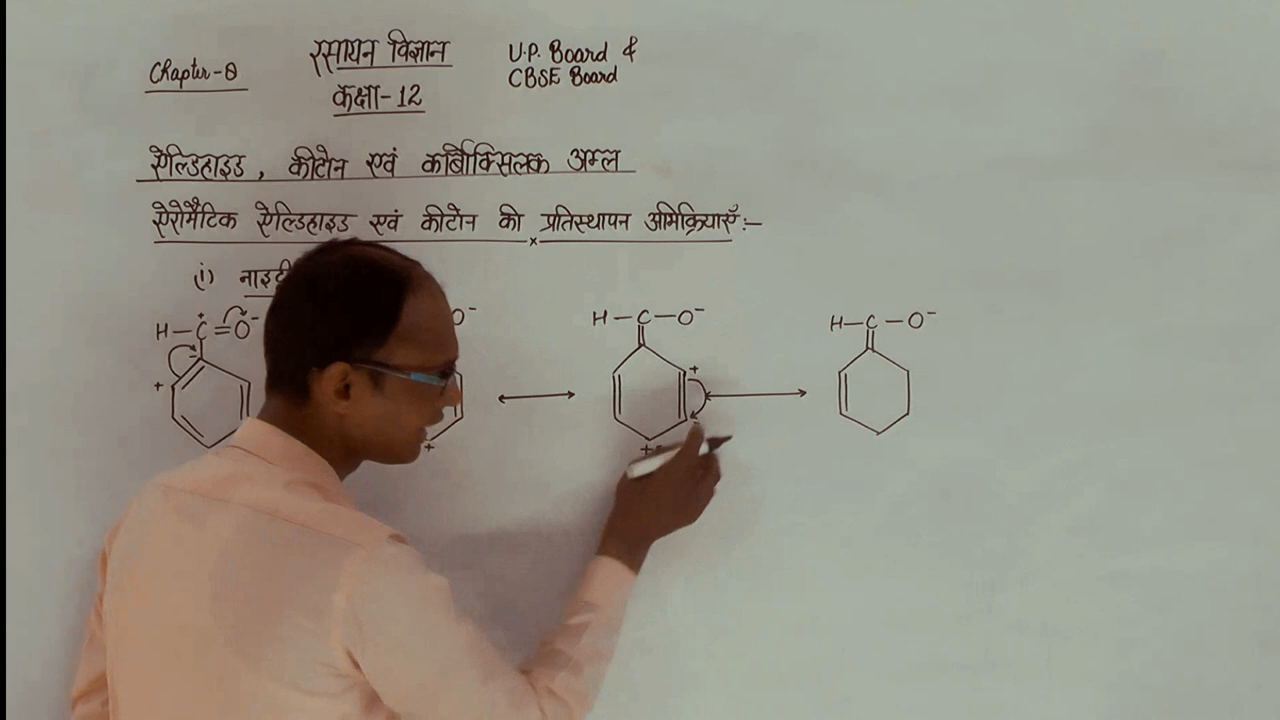 Chapter-8
रसायन विज्ञान
कक्षा-12
U.P. Board &
CBSE Board
ऐल्डिहाइड, कीटोन एवं कार्बोक्सिलिक अम्ल
ऐरोमैटिक ऐल्डिहाइड एवं कीटोन की प्रतिस्थापन अभिक्रियाएँ:-
(i)
H-C=O-
O-
H-C-O-
H-C-O-
+
+
+
+